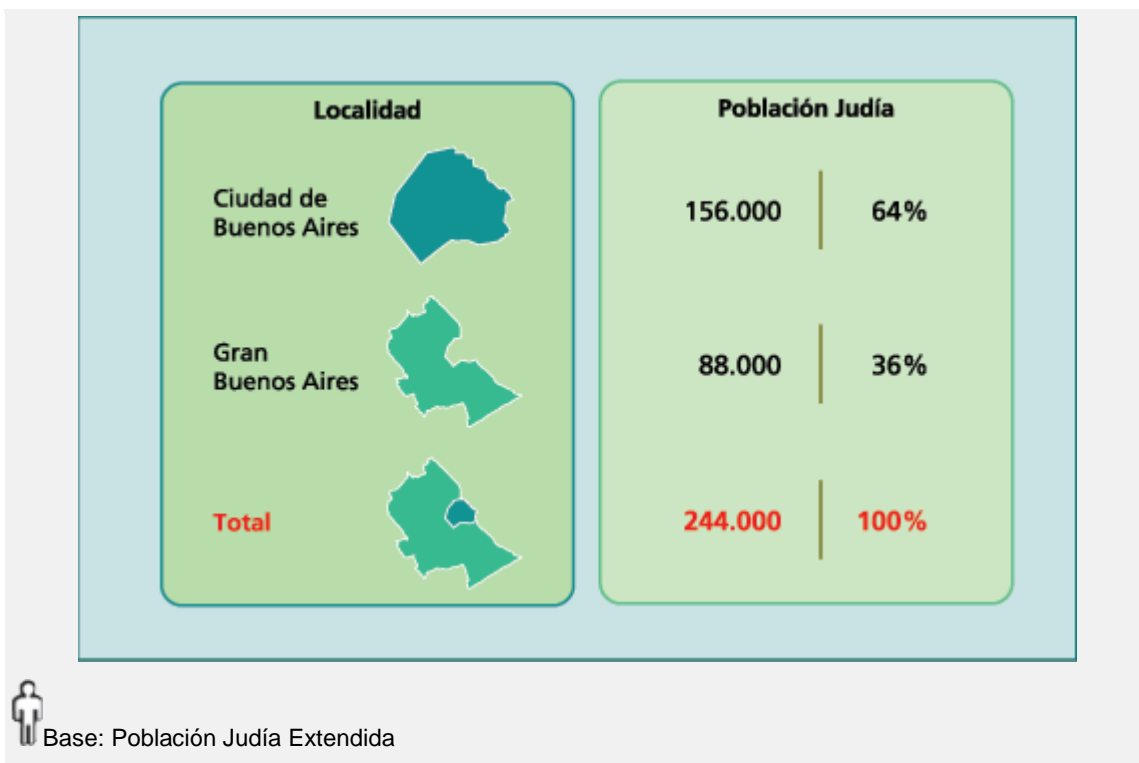 Localidad
Población Judía
Ciudad de
Buenos Aires
156.000
64%
Gran
Buenos Aires
88.000
36%
Total
244.000
100%
Base: Población Judía Extendida